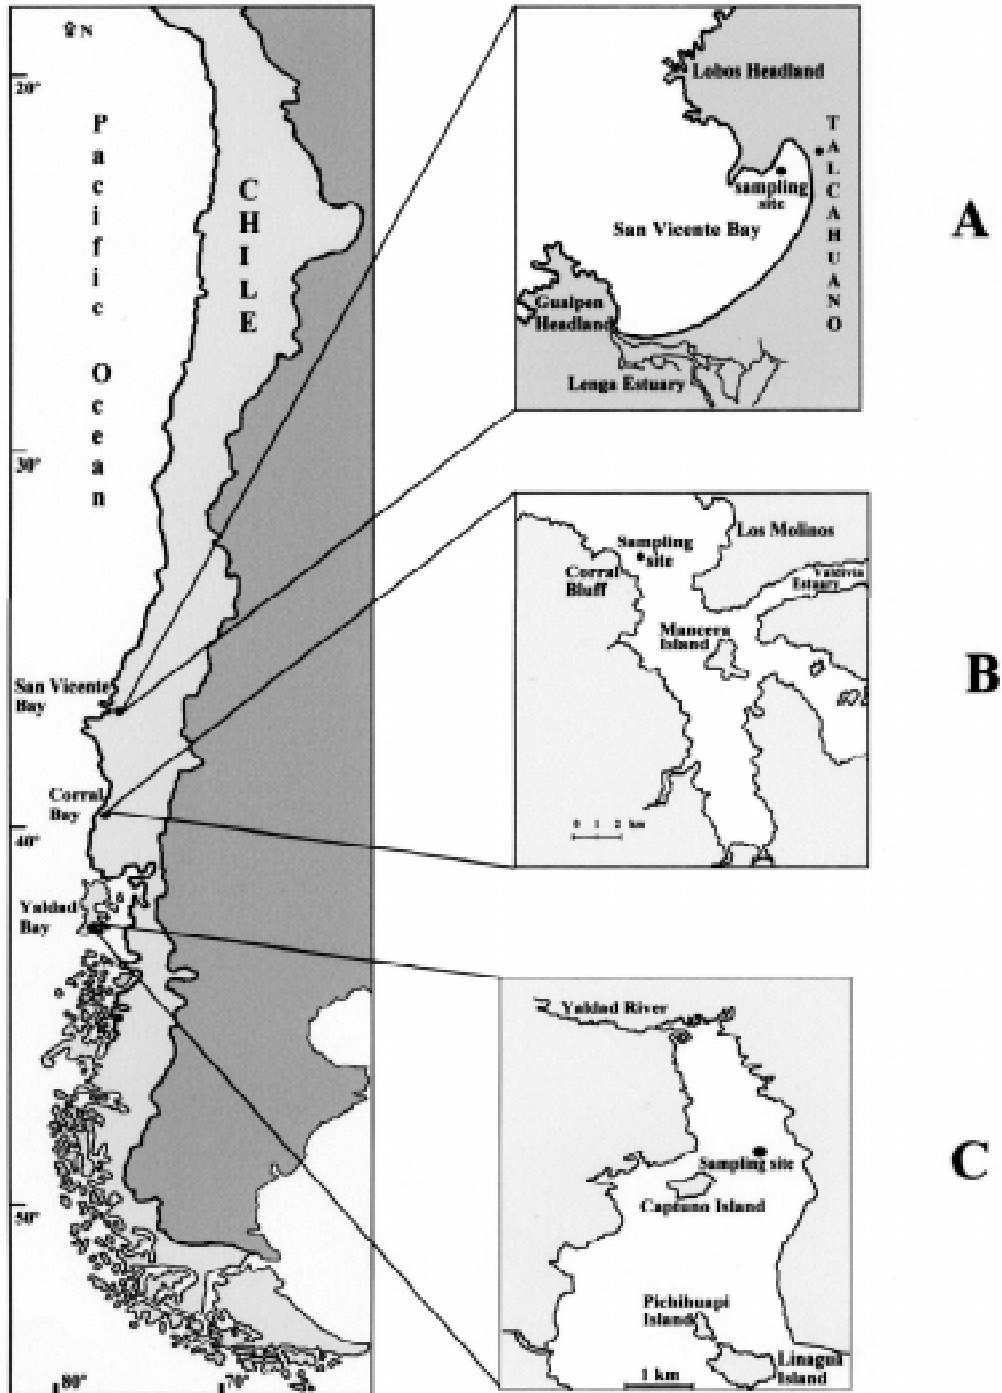 N
20°
Pacific Ocean
CHILE
30°
San Vicente
Bay
Corral
Bay
40°
Yaldad
Bay
50°
80°
70°
Lobos Headland
TALCAHUANO
sampling
site
San Vicente Bay
Gualpen
Headland
Lenga Estuary
A
Los Molinos
Sampling
site
Corral
Bluff
Valdivia
Estuary
Mancera
Island
0 1 2 km
B
Yaldad River
Sampling site
Captuno Island
Pichihuapi
Island
Linagua
Island
1 km
C